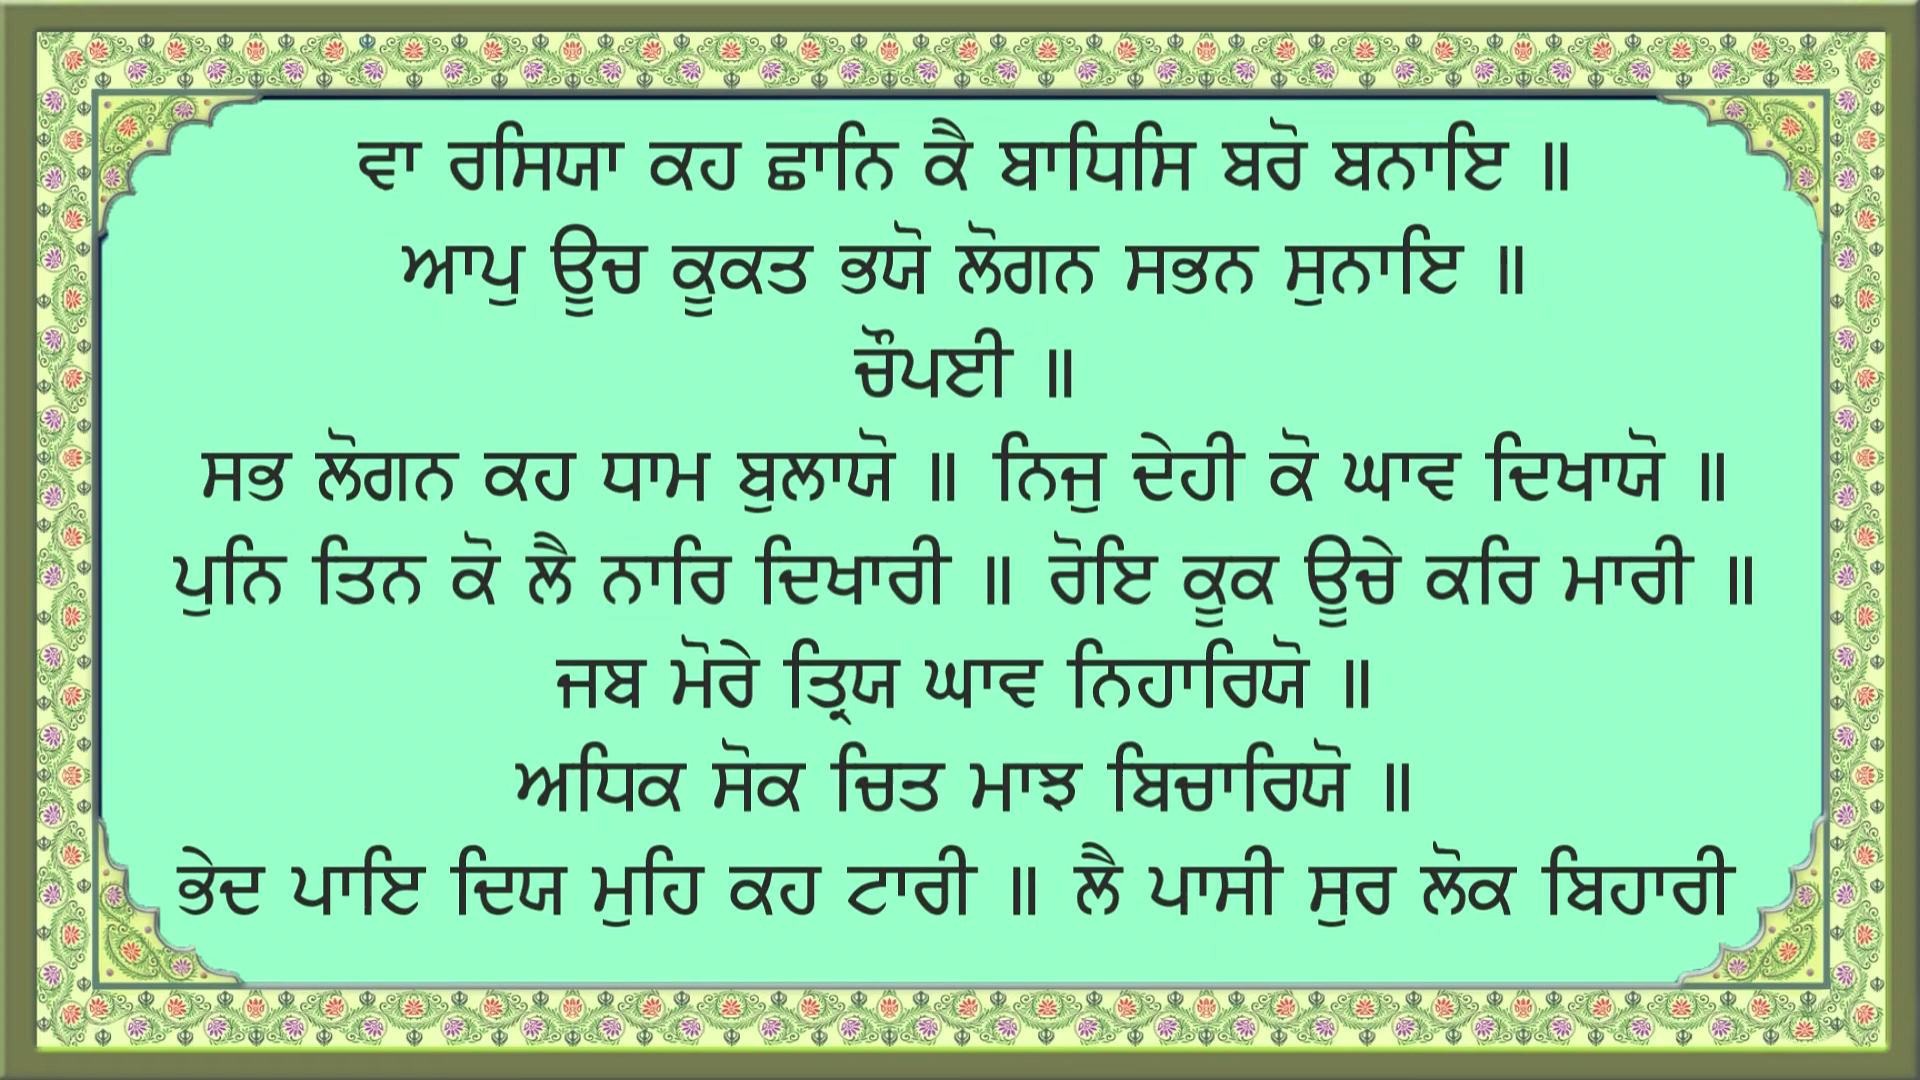 ਵਾ ਰਸਿਯਾ ਕਹ ਛਾਨਿ ਕੈ ਬਾਧਿਸਿ ਬਰੋ ਬਨਾਇ ॥
ਆਪੁ ਊਚ ਕੂਕਤ ਭਯੋ ਲੋਗਨ ਸਭਨ ਸੁਨਾਇ ॥
ਚੌਪਈ ॥
ਸਭ ਲੋਗਨ ਕਹ ਧਾਮ ਬੁਲਾਯੋ ॥ ਨਿਜੁ ਦੇਹੀ ਕੋ ਘਾਵ ਦਿਖਾਯੋ ॥
ਪੁਨਿ ਤਿਨ ਕੋ ਲੈ ਨਾਰਿ ਦਿਖਾਰੀ ॥ ਰੋਇ ਕੂਕ ਊਚੇ ਕਰਿ ਮਾਰੀ ॥
ਜਬ ਮੋਰੇ ਤ੍ਰਿਯ ਘਾਵ ਨਿਹਾਰਿਯੋ ॥
ਅਧਿਕ ਸੋਕ ਚਿਤ ਮਾਝ ਬਿਚਾਰਿਯੋ ॥
ਭੇਦ ਪਾਇ ਦਿਯ ਮੁਹਿ ਕਹ ਟਾਰੀ ॥ ਲੈ ਪਾਸੀ ਸੁਰ ਲੋਕ ਬਿਹਾਰੀ